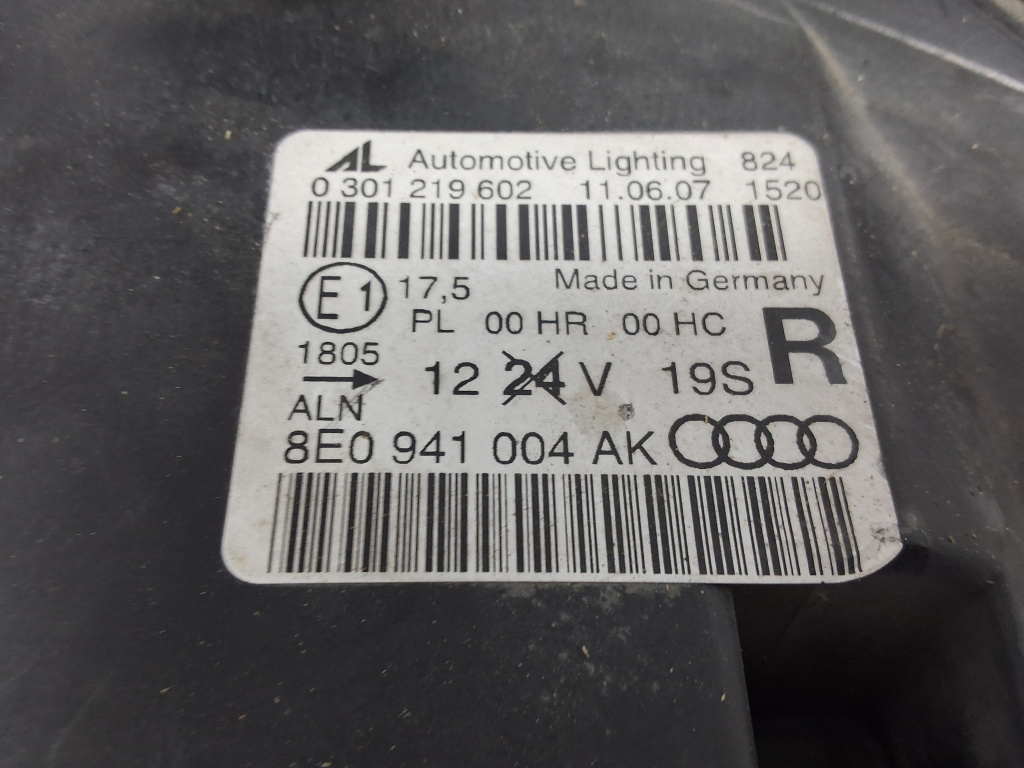 AL Automotive Lighting 824
0 301 219 602 11.06.07 1520
Made in Germany
E1 17,5
PL 00 HR 00 HC R
1805
12 24 V 19S
ALN
8E0 941 004 AK